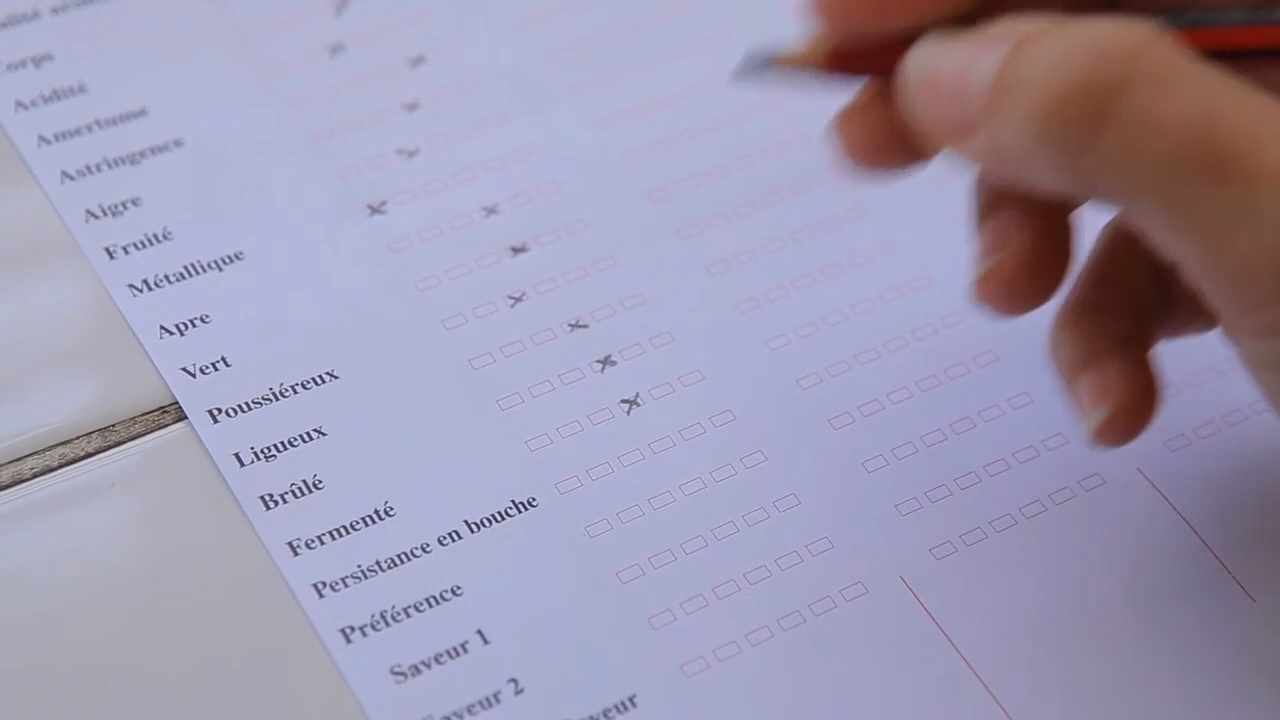 Corps
Acidité
Amertume
Astringence
Aigre
Fruité
Métallique
Apre
Vert
Poussiéreux
Ligueux
Brûlé
Fermenté
Persistance en bouche
Préférence
Saveur 1
Saveur 2